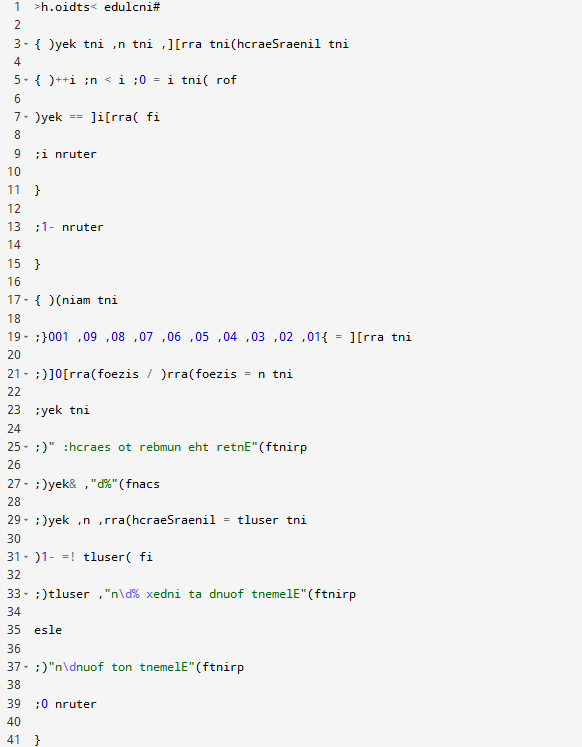 1 >h.oidts< edulcni#
2
3 { )yek tni ,n tni ,][rra tni(hcraeSraenil tni
4
5 { )++i ;n < i ;0 = i tni( rof
6
7 )yek == ]i[rra( fi
8
9 ;i nruter
10
11 }
12
13 ;1- nruter
14
15 }
16
17 { )(niam tni
18
19 ;}001 ,09 ,08 ,07 ,06 ,05 ,04 ,03 ,02 ,01{ = ][rra tni
20
21 ;)]0[rra(foezis / )rra(foezis = n tni
22
23 ;yek tni
24
25 ;)" :hcraes ot rebmun eht retnE"(ftnirp
26
27 ;)yek& ,"d%"(fnacs
28
29 ;)yek ,n ,rra(hcraeSraenil = tluser tni
30
31 )1- =! tluser( fi
32
33 ;)tluser ,"n\d% xedni ta dnuof tnemelE"(ftnirp
34
35 esle
36
37 ;)"n\dnuof ton tnemelE"(ftnirp
38
39 ;0 nruter
40
41 }